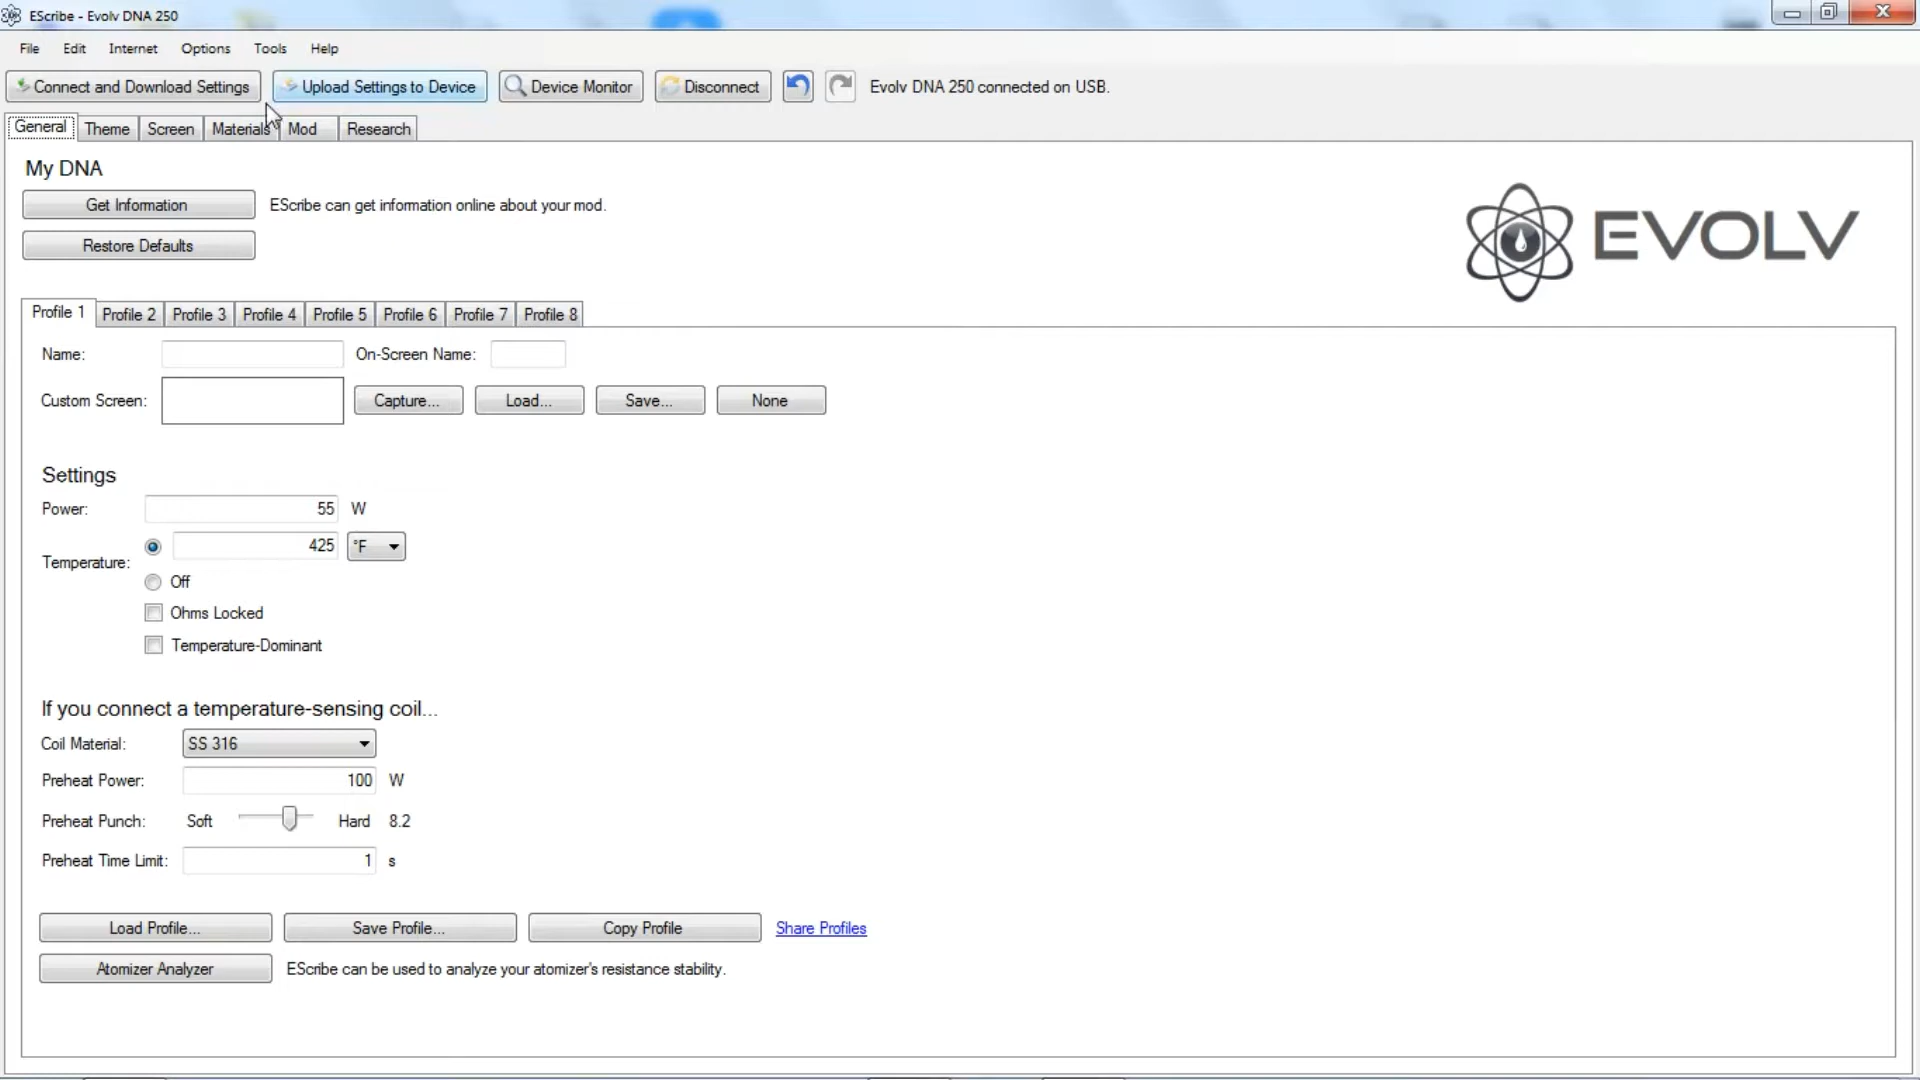 EScribe - Evolv DNA 250
File Edit Internet Options Tools Help
Connect and Download Settings Upload Settings to Device Device Monitor Disconnect Evolv DNA 250 connected on USB.
General Theme Screen Materials Mod Research
My DNA
Get Information EScribe can get information online about your mod.
Restore Defaults
EVOLV
Profile 1 Profile 2 Profile 3 Profile 4 Profile 5 Profile 6 Profile 7 Profile 8
Name: On-Screen Name:
Custom Screen: Capture... Load... Save... None
Settings
Power: 55 W
Temperature: 425 °F
Off
Ohms Locked
Temperature-Dominant
If you connect a temperature-sensing coil...
Coil Material: SS 316
Preheat Power: 100 W
Preheat Punch: Soft Hard 8.2
Preheat Time Limit: 1 s
Load Profile... Save Profile... Copy Profile Share Profiles
Atomizer Analyzer EScribe can be used to analyze your atomizer's resistance stability.